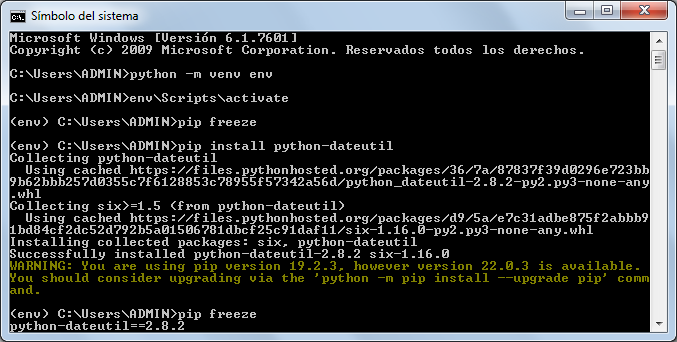 Símbolo del sistema
Microsoft Windows [Versión 6.1.7601]
Copyright (c) 2009 Microsoft Corporation. Reservados todos los derechos.
C:\Users\ADMIN>python -m venv env
C:\Users\ADMIN>env\Scripts\activate
(env) C:\Users\ADMIN>pip freeze
(env) C:\Users\ADMIN>pip install python-dateutil
Collecting python-dateutil
  Using cached https://files.pythonhosted.org/packages/36/7a/87837f39d0296e723bb
9b62bbb257d0355c7f6128853c78955f57342a56d/python_dateutil-2.8.2-py2.py3-none-any
.whl
Collecting six>=1.5 (from python-dateutil)
  Using cached https://files.pythonhosted.org/packages/d9/5a/e7c31adbe875f2abbb9
1bd84cf2dc52d792b5a01506781dbcf25c91daf11/six-1.16.0-py2.py3-none-any.whl
Installing collected packages: six, python-dateutil
Successfully installed python-dateutil-2.8.2 six-1.16.0
WARNING: You are using pip version 19.2.3, however version 22.0.3 is available.
You should consider upgrading via the 'python -m pip install --upgrade pip' comm
and.
(env) C:\Users\ADMIN>pip freeze
python-dateutil==2.8.2